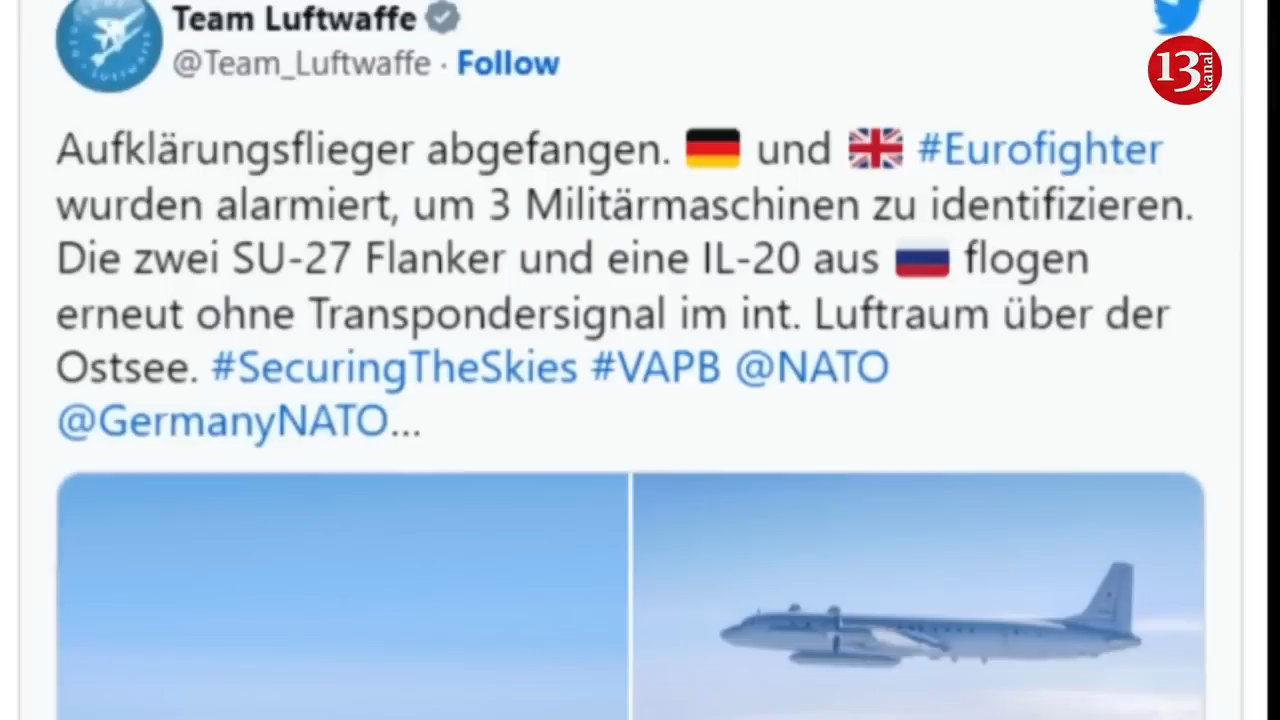 Team Luftwaffe
@Team_Luftwaffe · Follow
13 kanal
Aufklärungsflieger abgefangen. 🇩🇪 und 🇬🇧 #Eurofighter
wurden alarmiert, um 3 Militärmaschinen zu identifizieren.
Die zwei SU-27 Flanker und eine IL-20 aus 🇷🇺 flogen
erneut ohne Transpondersignal im int. Luftraum über der
Ostsee. #SecuringTheSkies #VAPB @NATO
@GermanyNATO...